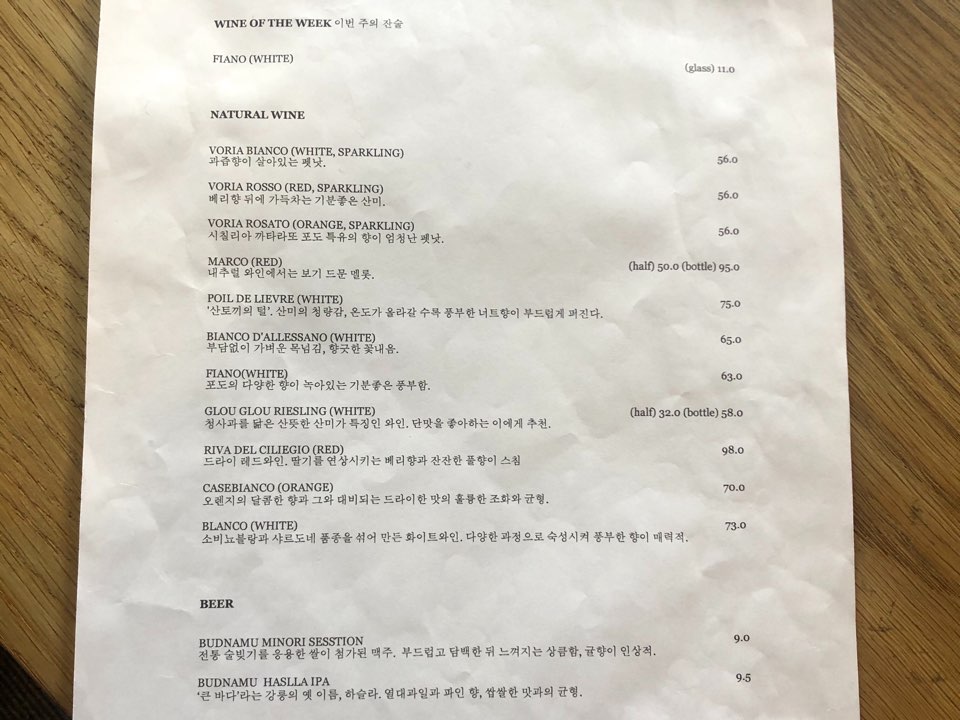 WINE OF THE WEEK 이번 주의 잔술
FIANO (WHITE)
(glass) 11.0
NATURAL WINE
VORIA BIANCO (WHITE, SPARKLING)
과즙향이 살아있는 펫낫.
56.0
VORIA ROSSO (RED, SPARKLING)
베리향 뒤에 가득차는 기분좋은 산미.
56.0
VORIA ROSATO (ORANGE, SPARKLING)
시칠리아 까타라또 포도 특유의 향이 엄청난 펫낫.
56.0
MARCO (RED)
내추럴 와인에서는 보기 드문 멜롯.
(half) 50.0 (bottle) 95.0
POIL DE LIEVRE (WHITE)
'산토끼의 털'. 산미의 청량감, 온도가 올라갈 수록 풍부한 너트향이 부드럽게 퍼진다.
75.0
BIANCO D'ALLESSANO (WHITE)
부담없이 가벼운 목넘김, 향긋한 꽃내음.
65.0
FIANO(WHITE)
포도의 다양한 향이 녹아있는 기분좋은 풍부함.
63.0
GLOU GLOU RIESLING (WHITE)
청사과를 닮은 산뜻한 산미가 특징인 와인. 단맛을 좋아하는 이에게 추천.
(half) 32.0 (bottle) 58.0
RIVA DEL CILIEGIO (RED)
드라이 레드와인. 딸기를 연상시키는 베리향과 잔잔한 풀향이 스침
98.0
CASEBIANCO (ORANGE)
오렌지의 달콤한 향과 그와 대비되는 드라이한 맛의 훌륭한 조화와 균형.
70.0
BLANCO (WHITE)
소비뇨블랑과 샤르도네 품종을 섞어 만든 화이트와인. 다양한 과정으로 숙성시켜 풍부한 향이 매력적.
73.0
BEER
BUDNAMU MINORI SESSTION
전통 술빚기를 응용한 쌀이 첨가된 맥주. 부드럽고 담백한 뒤 느껴지는 상큼함, 귤향이 인상적.
9.0
BUDNAMU HASLLA IPA
'큰 바다'라는 강릉의 옛 이름, 하슬라. 열대과일과 파인 향, 쌉쌀한 맛과의 균형.
9.5